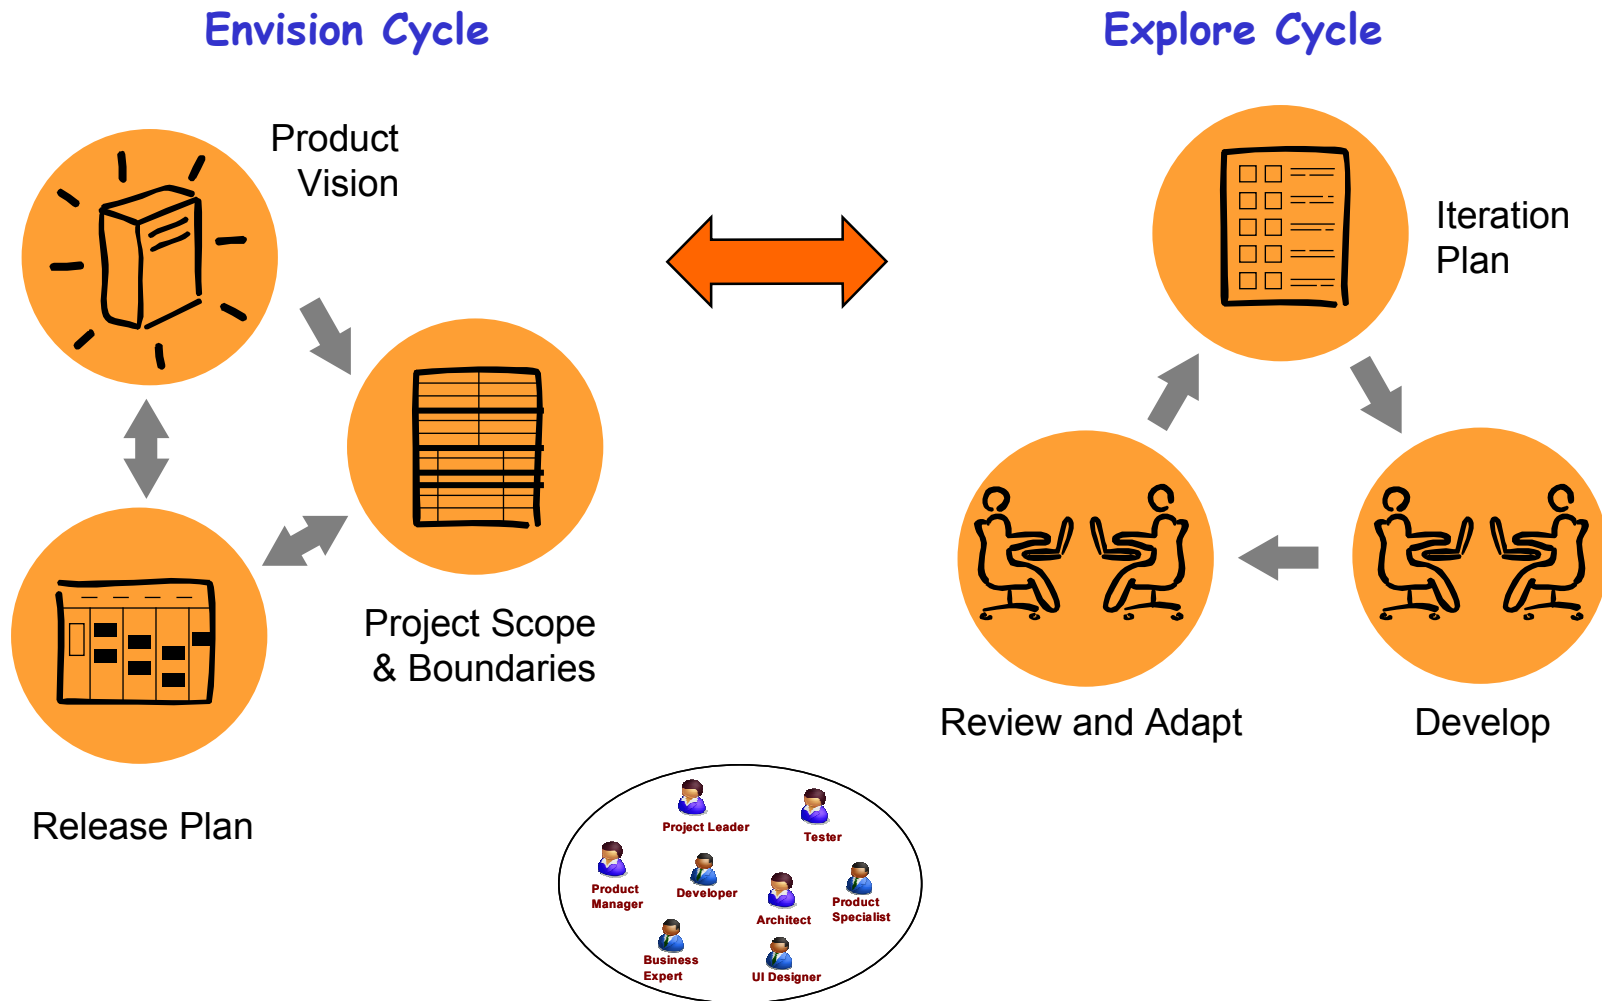 Envision Cycle
Explore Cycle
Product
Vision
Iteration
Plan
Project Scope
& Boundaries
Review and Adapt
Develop
Release Plan
Project Leader
Tester
Product
Manager
Developer
Architect
Product
Specialist
Business
Expert
UI Designer